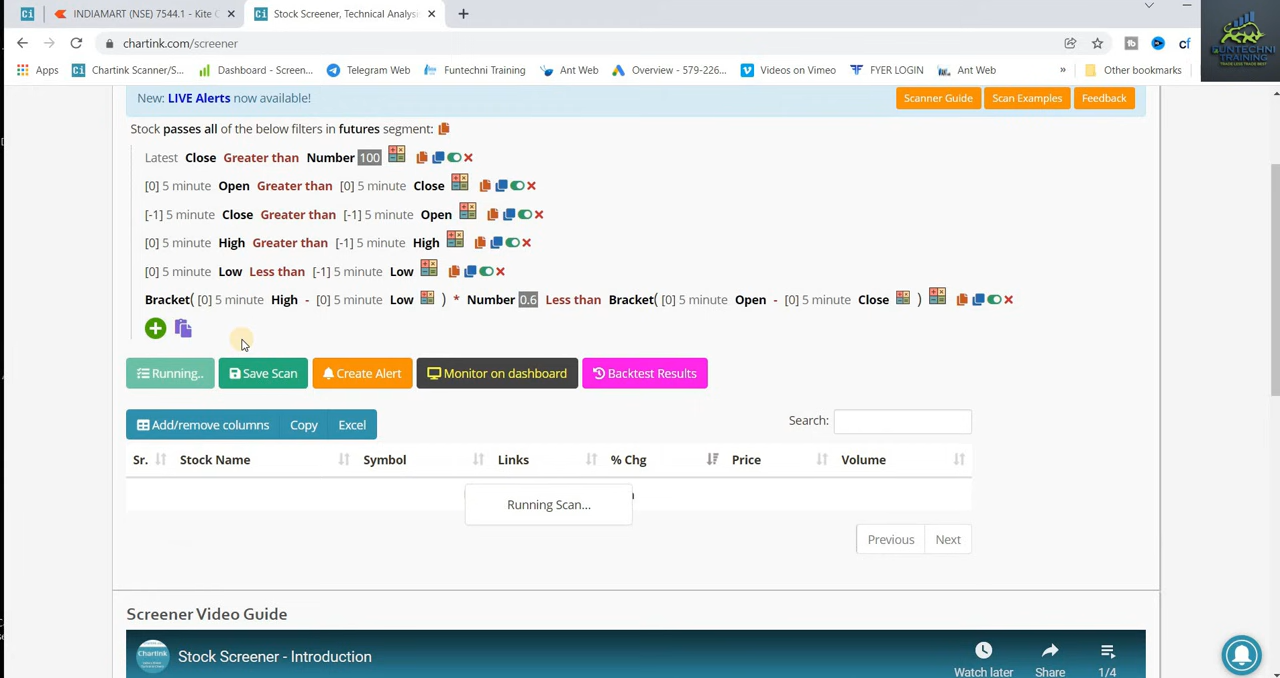 INDIAMART (NSE) 7544.1 - Kite
Stock Screener, Technical Analys
chartink.com/screener
Apps Chartink Scanner/S... Dashboard - Screen... Telegram Web Funtechni Training Ant Web Overview - 579-226... Videos on Vimeo FYER LOGIN Ant Web » Other bookmarks
FUNTECHNI
TRAINING
New: LIVE Alerts now available! Scanner Guide Scan Examples Feedback
Stock passes all of the below filters in futures segment:
Latest Close Greater than Number 100
[0] 5 minute Open Greater than [0] 5 minute Close
[-1] 5 minute Close Greater than [-1] 5 minute Open
[0] 5 minute High Greater than [-1] 5 minute High
[0] 5 minute Low Less than [-1] 5 minute Low
Bracket( [0] 5 minute High - [0] 5 minute Low ) * Number 0.6 Less than Bracket( [0] 5 minute Open - [0] 5 minute Close )
Running.. Save Scan Create Alert Monitor on dashboard Backtest Results
Add/remove columns Copy Excel Search:
Sr. Stock Name Symbol Links % Chg Price Volume
Running Scan...
Previous Next
Screener Video Guide
Chartink Stock Screener - Introduction
Watch later Share 1/4